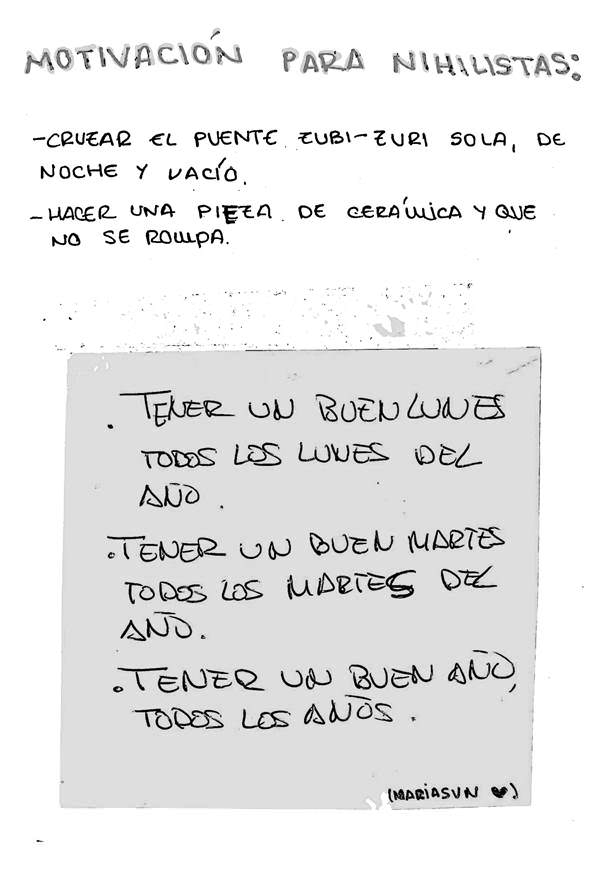 MOTIVACIÓN PARA NIHILISTAS:
-CRUZAR EL PUENTE ZUBI-ZURI SOLA, DE
NOCHE Y VACÍO.
-HACER UNA PIEZA DE CERÁMICA Y QUE
NO SE ROMPA.
. TENER UN BUEN LUNES
TODOS LOS LUNES DEL
AÑO.
.TENER UN BUEN MARTES
TODOS LOS MARTES DEL
AÑO.
.TENER UN BUEN AÑO,
TODOS LOS AÑOS.
(MARIASUN ♥)